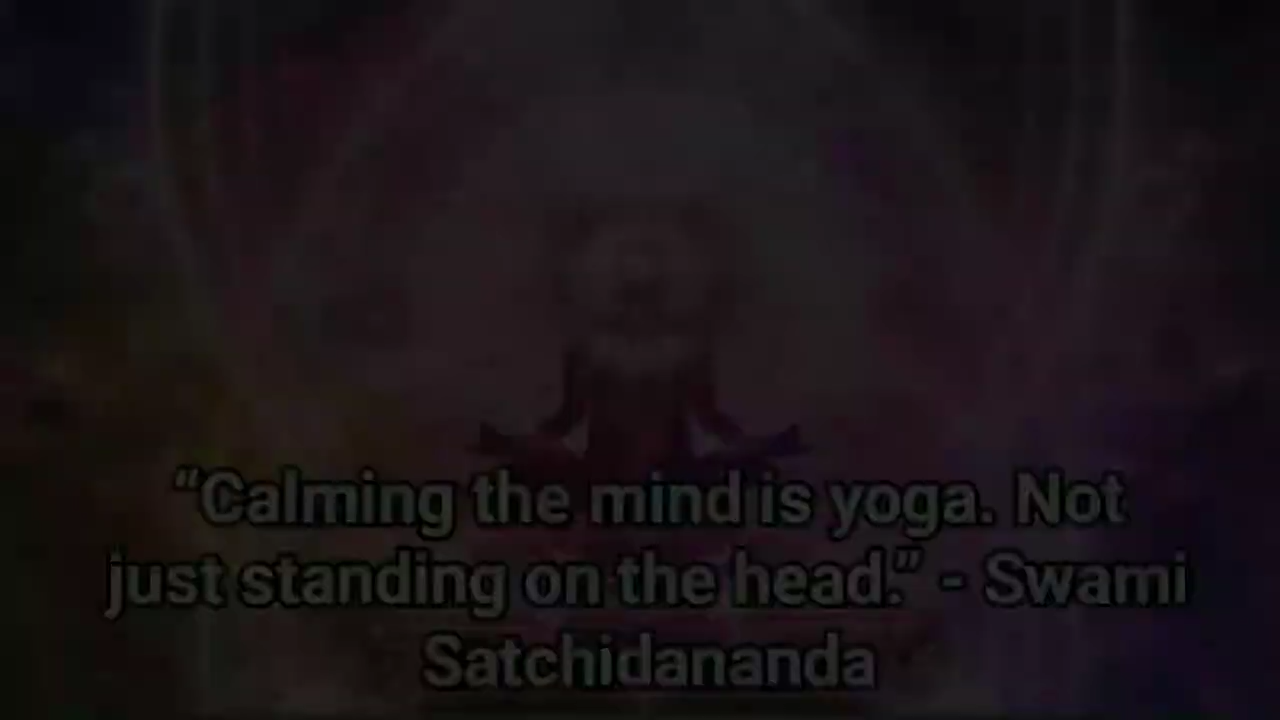 “Calming the mind is yoga. Not
just standing on the head.” - Swami
Satchidananda